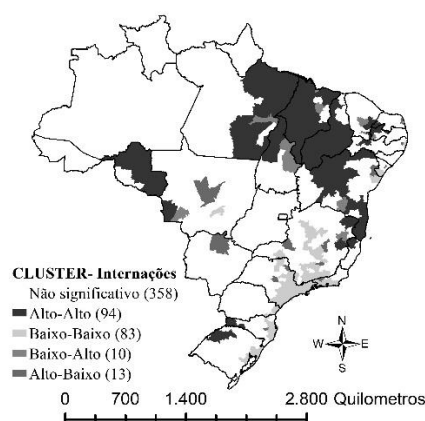 CLUSTER- Internações
Não significativo (358)
Alto-Alto (94)
Baixo-Baixo (83)
Baixo-Alto (10)
Alto-Baixo (13)
N
W E
S
0 700 1.400 2.800 Quilometros